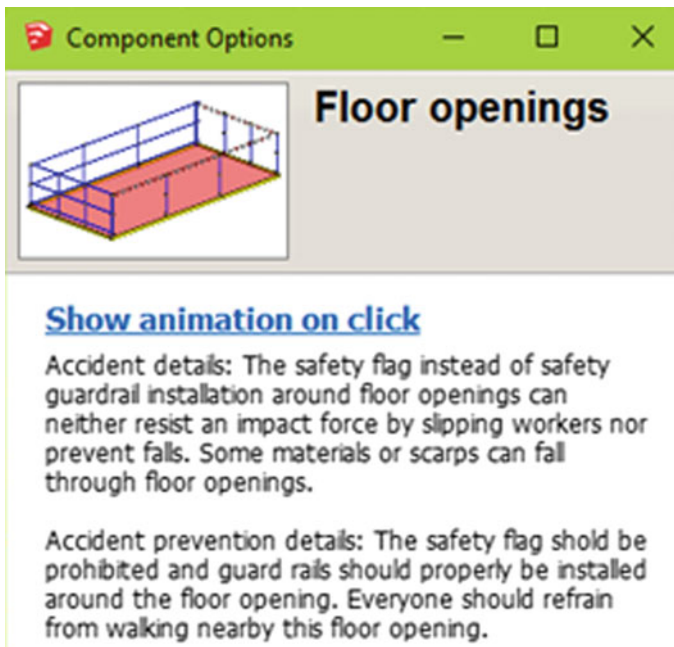 Component Options
Floor openings
Show animation on click
Accident details: The safety flag instead of safety
guardrail installation around floor openings can
neither resist an impact force by slipping workers nor
prevent falls. Some materials or scarps can fall
through floor openings.
Accident prevention details: The safety flag shold be
prohibited and guard rails should properly be installed
around the floor opening. Everyone should refrain
from walking nearby this floor opening.